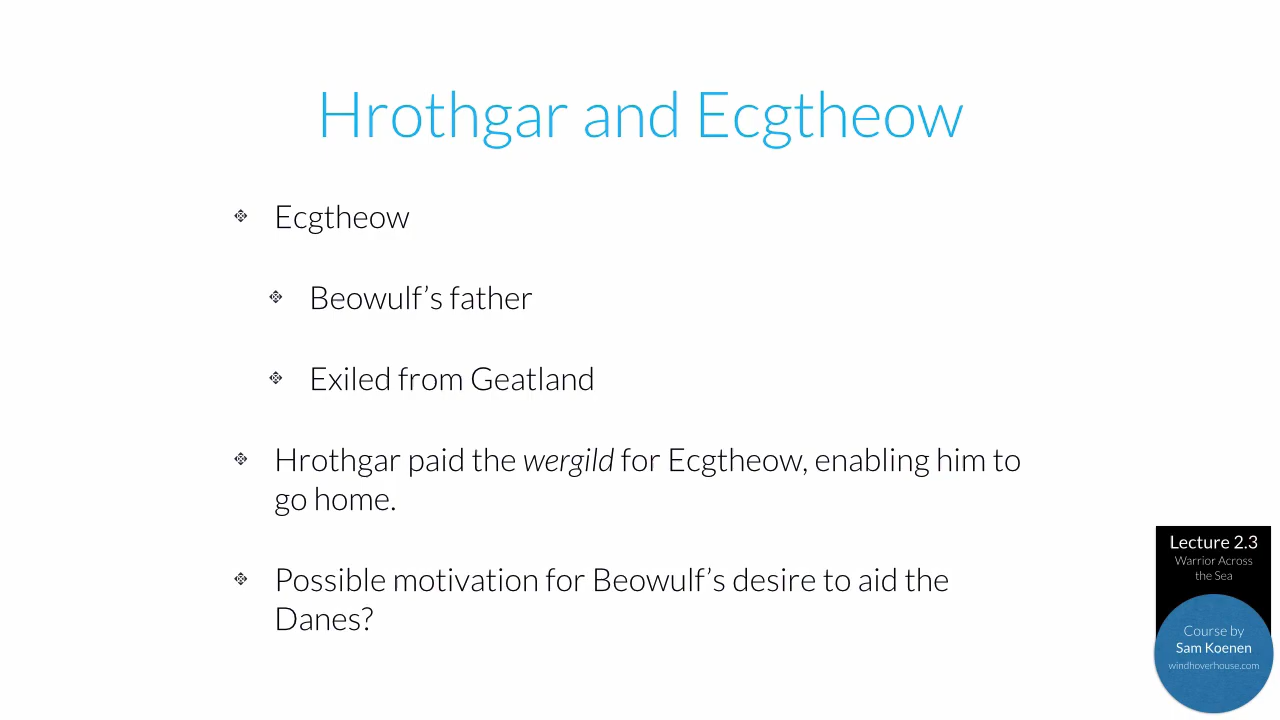 Hrothgar and Ecgtheow
Ecgtheow
Beowulf’s father
Exiled from Geatland
Hrothgar paid the wergild for Ecgtheow, enabling him to
go home.
Possible motivation for Beowulf’s desire to aid the
Danes?
Lecture 2.3
Warrior Across
the Sea
Course by
Sam Koenen
windhoverhouse.com